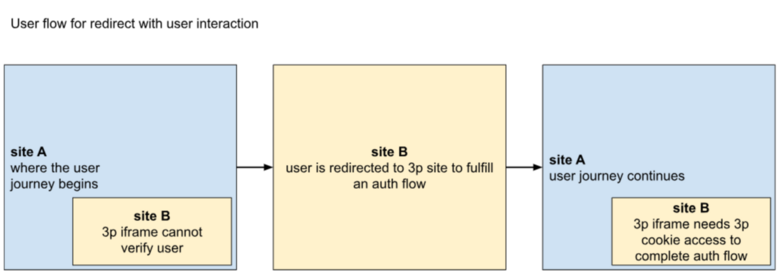 User flow for redirect with user interaction
site A
where the user
journey begins
site B
3p iframe cannot
verify user
site B
user is redirected to 3p site to fulfill
an auth flow
site A
user journey continues
site B
3p iframe needs 3p
cookie access to
complete auth flow